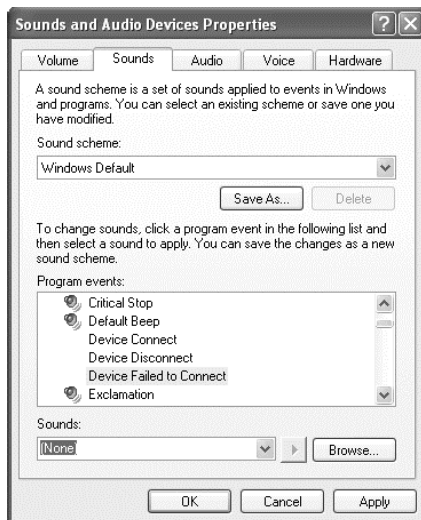 Sounds and Audio Devices Properties
Volume
Sounds
Audio
Voice
Hardware
A sound scheme is a set of sounds applied to events in Windows
and programs. You can select an existing scheme or save one you
have modified.
Sound scheme:
Windows Default
Save As...
Delete
To change sounds, click a program event in the following list and
then select a sound to apply. You can save the changes as a new
sound scheme.
Program events:
Critical Stop
Default Beep
Device Connect
Device Disconnect
Device Failed to Connect
Exclamation
Sounds:
(None)
Browse...
OK
Cancel
Apply